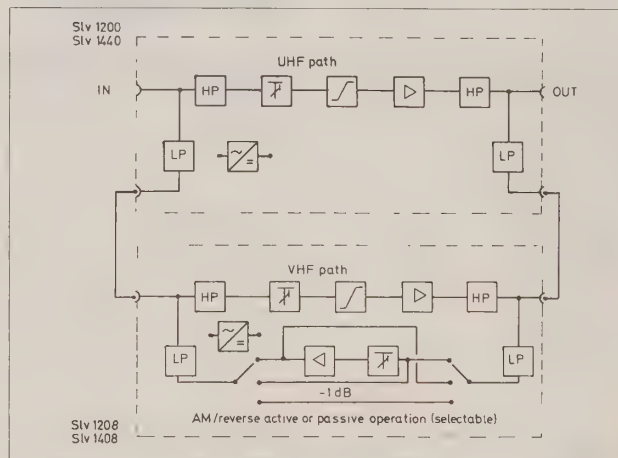 Slv 1200
Slv 1440
UHF path
IN
HP
HP
OUT
LP
LP
~
=
VHF path
HP
HP
~
=
LP
LP
-1dB
AM/reverse active or passive operation (selectable)
Slv 1208
Slv 1408